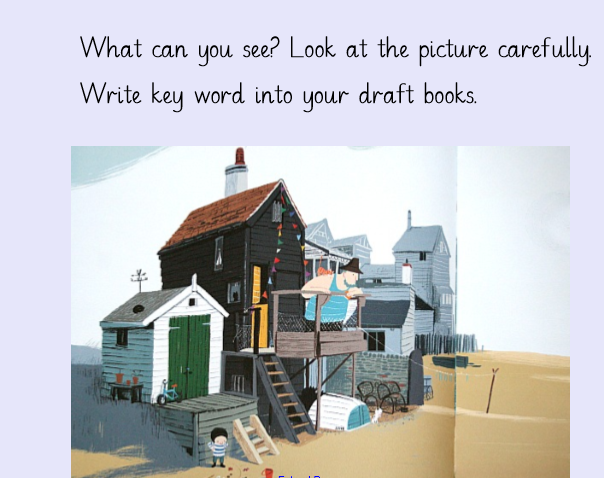 What can you see? Look at the picture carefully.
Write key word into your draft books.